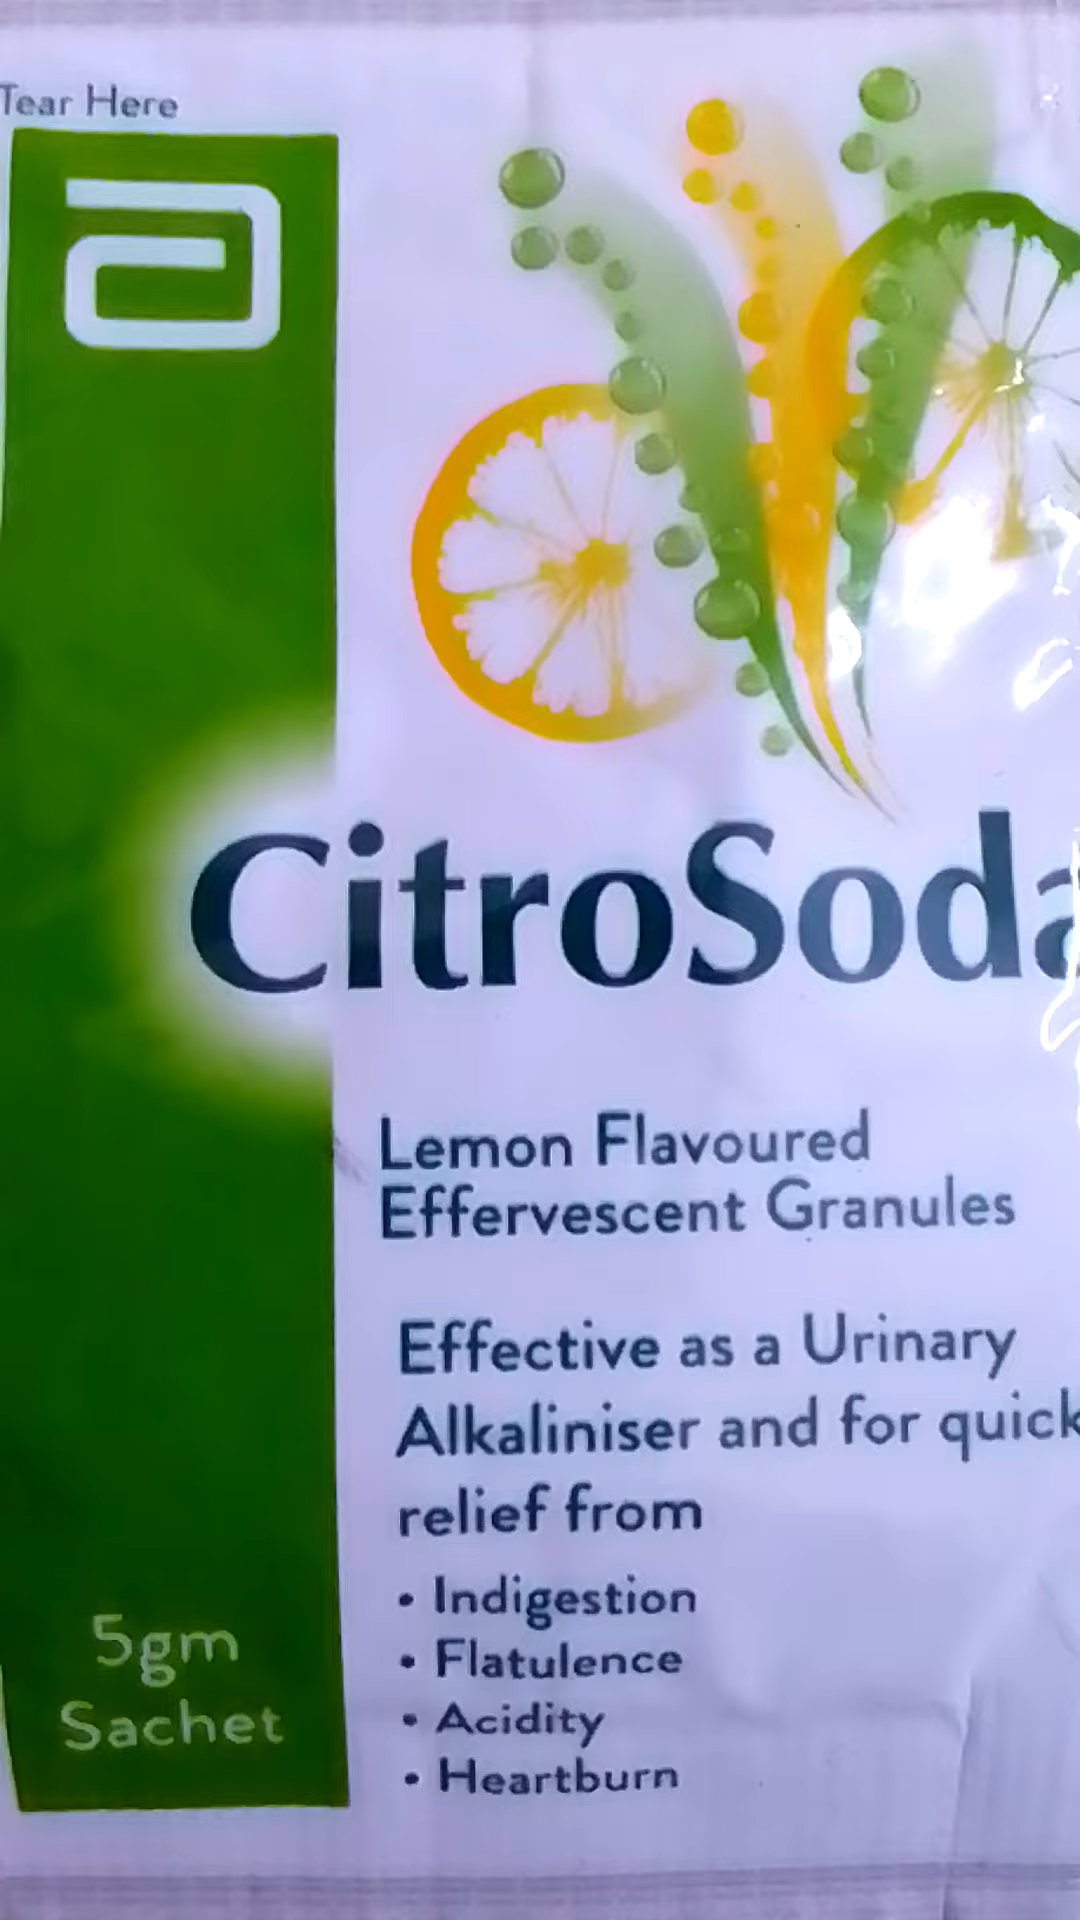 Tear Here
CitroSoda
Lemon Flavoured
Effervescent Granules
Effective as a Urinary
Alkaliniser and for quick
relief from
• Indigestion
• Flatulence
• Acidity
• Heartburn
5gm
Sachet